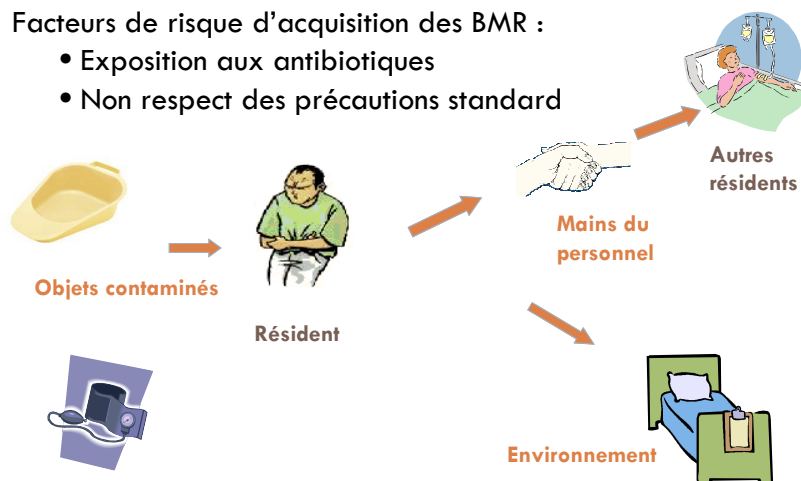 Facteurs de risque d’acquisition des BMR :
• Exposition aux antibiotiques
• Non respect des précautions standard
Autres
résidents
Mains du
personnel
Objets contaminés
Résident
Environnement